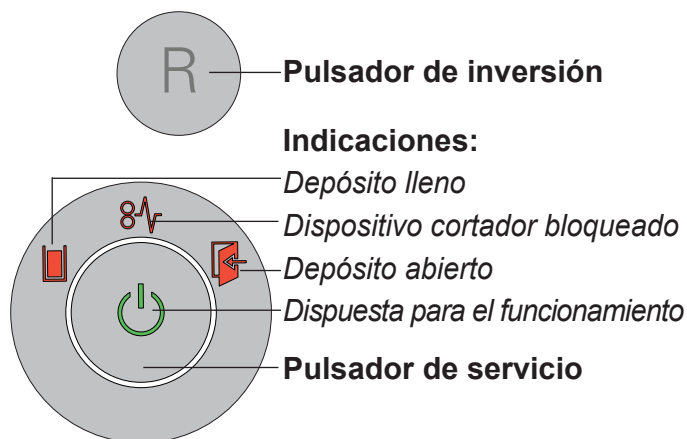 R
Pulsador de inversión
Indicaciones:
Depósito lleno
Dispositivo cortador bloqueado
Depósito abierto
Dispuesta para el funcionamiento
Pulsador de servicio